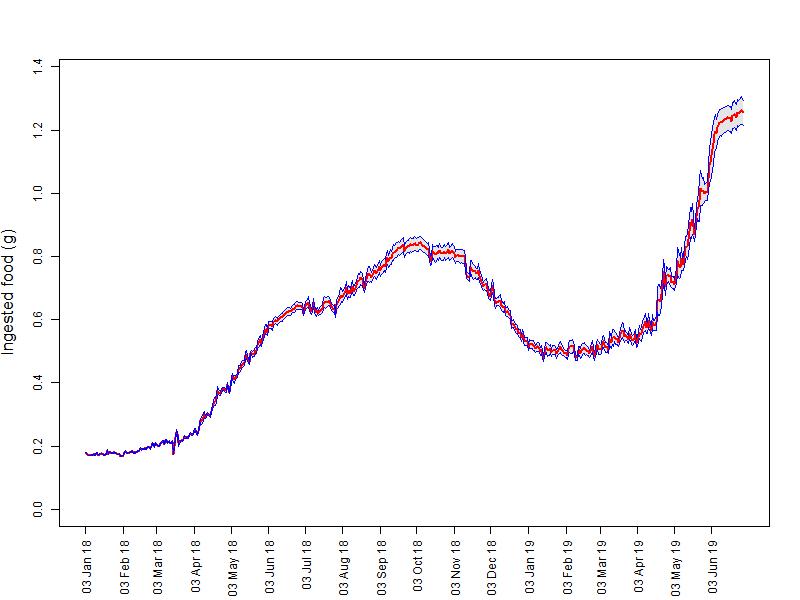 Ingested food (g)
1.4
1.2
1.0
0.8
0.6
0.4
0.2
0.0
03 Jan 18
03 Feb 18
03 Mar 18
03 Apr 18
03 May 18
03 Jun 18
03 Jul 18
03 Aug 18
03 Sep 18
03 Oct 18
03 Nov 18
03 Dec 18
03 Jan 19
03 Feb 19
03 Mar 19
03 Apr 19
03 May 19
03 Jun 19